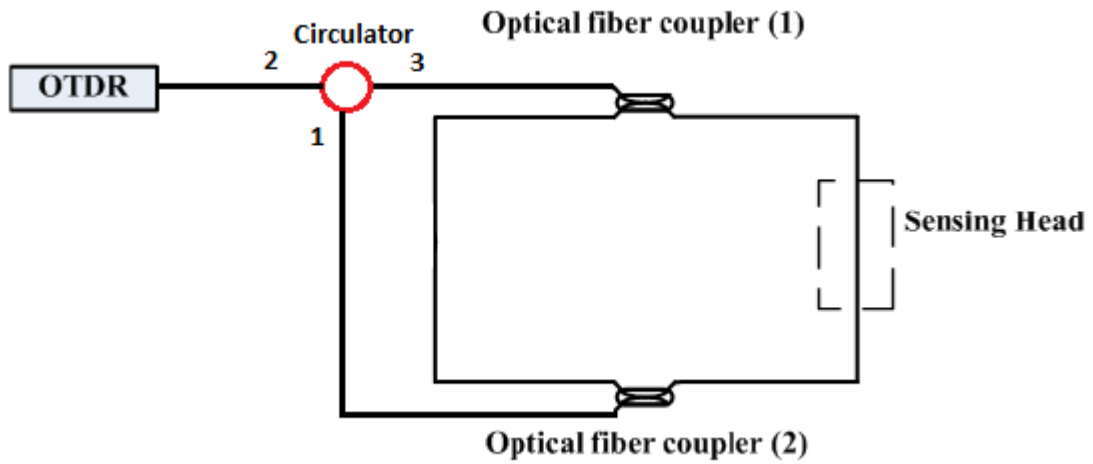 Optical fiber coupler (1)
Circulator
2
3
OTDR
1
Sensing Head
Optical fiber coupler (2)